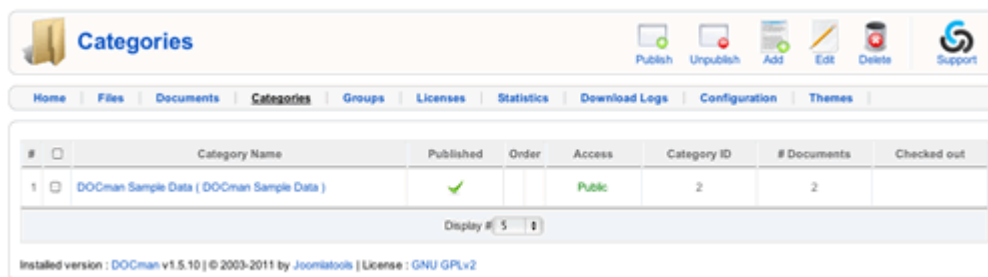 Categories
Publish Unpublish Add Edit Delete Support
Home Files Documents Categories Groups Licenses Statistics Download Logs Configuration Themes
# Category Name Published Order Access Category ID # Documents Checked out
1 DOCman Sample Data ( DOCman Sample Data ) Public 2 2
Display # 5
Installed version : DOCman v1.5.10 | © 2003-2011 by Joomlatools | License : GNU GPLv2